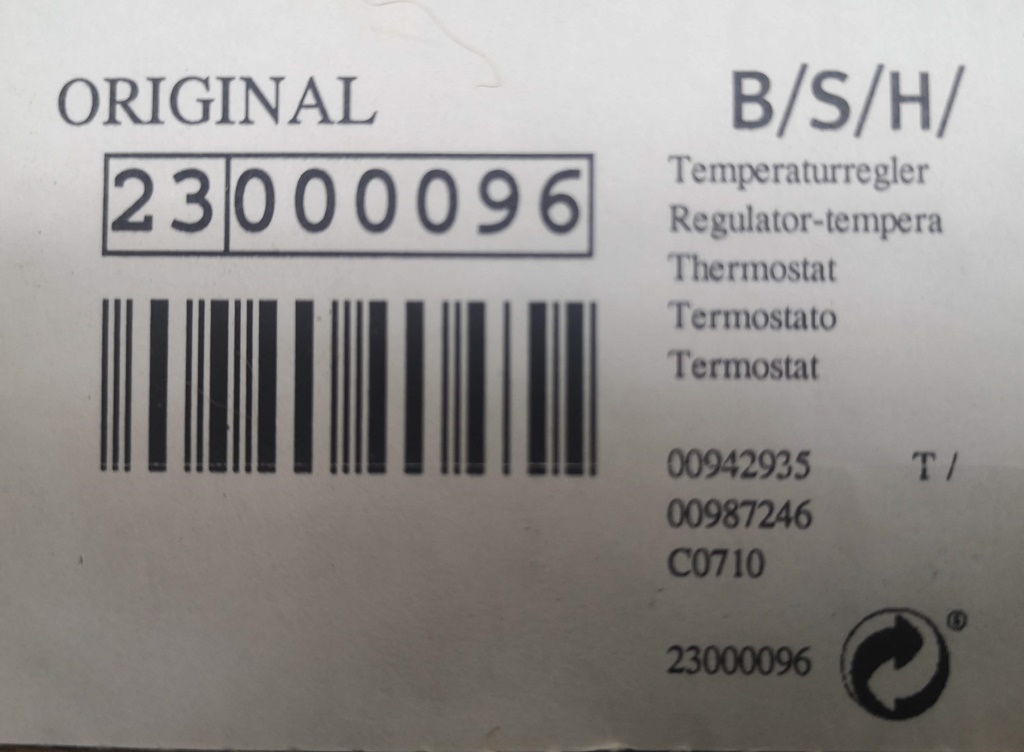 ORIGINAL
23000096
B/S/H/
Temperaturregler
Regulator-tempera
Thermostat
Termostato
Termostat
00942935 T /
00987246
C0710
23000096